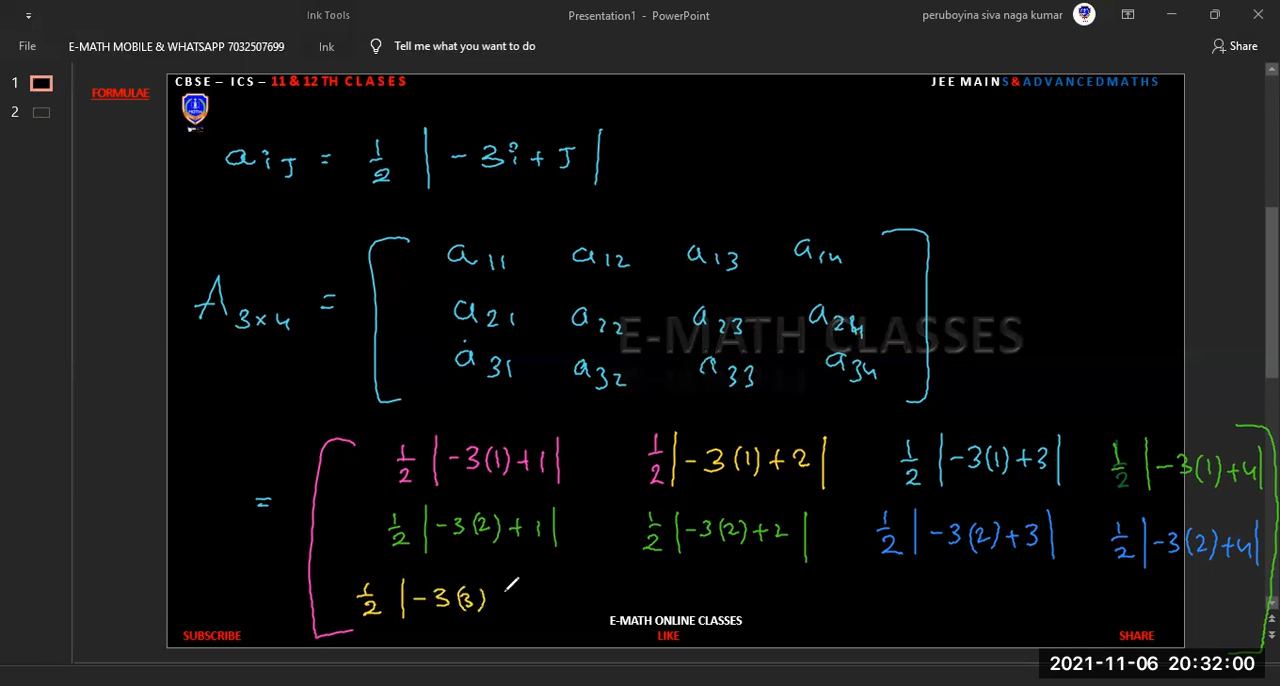 Ink Tools
Presentation1 - PowerPoint
peruboyina siva naga kumar
File
E-MATH MOBILE & WHATSAPP 7032507699
Ink
Tell me what you want to do
Share
1
2
FORMULAE
CBSE – ICS – 11 & 12 TH CLASES
JEE MAINS&ADVANCEDMATHS
aij = 1/2 | - 3i + J |
A3×4 = [ a11 a12 a13 a14
a21 a22 a23 a24
a31 a32 a33 a34 ]
E-MATH CLASSES
= [ 1/2 | -3(1)+1 | 1/2 | -3(1)+2 | 1/2 | -3(1)+3 | 1/2 | -3(1)+4 |
1/2 | -3(2)+1 | 1/2 | -3(2)+2 | 1/2 | -3(2)+3 | 1/2 | -3(2)+4 |
1/2 | -3(3) ]
E-MATH ONLINE CLASSES
SUBSCRIBE
LIKE
SHARE
2021-11-06 20:32:00